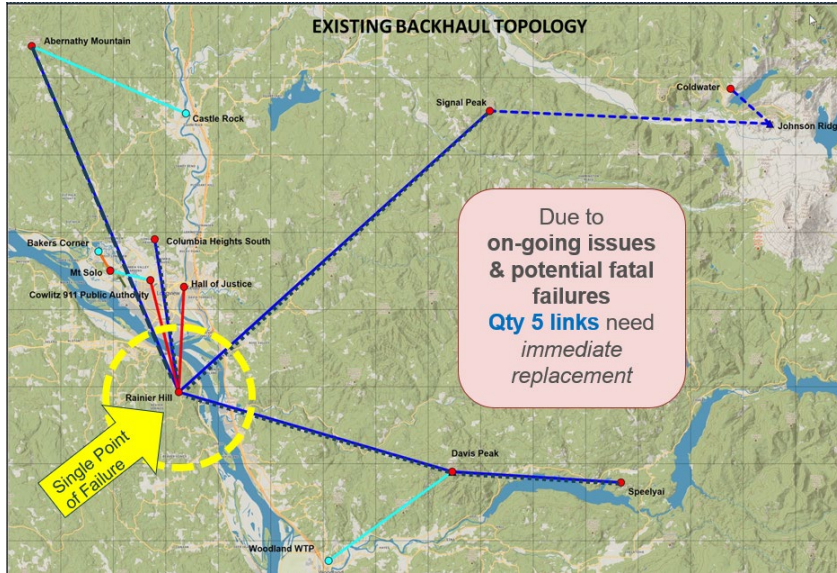 EXISTING BACKHAUL TOPOLOGY
Abernathy Mountain
Castle Rock
Signal Peak
Coldwater
Johnson Ridg
Bakers Corner
Columbia Heights South
Mt Solo
Hall of Justice
Cowlitz 911 Public Authority
Due to
on-going issues
& potential fatal
failures
Qty 5 links need
immediate
replacement
Rainier Hill
Single Point
of Failure
Davis Peak
Speelyai
Woodland WTP